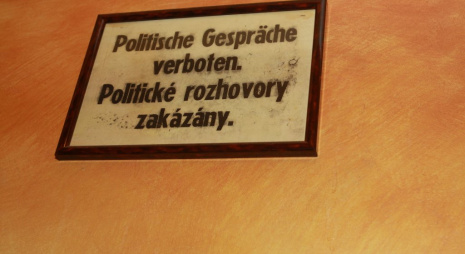 Politische Gespräche
verboten.
Politické rozhovory
zakázány.